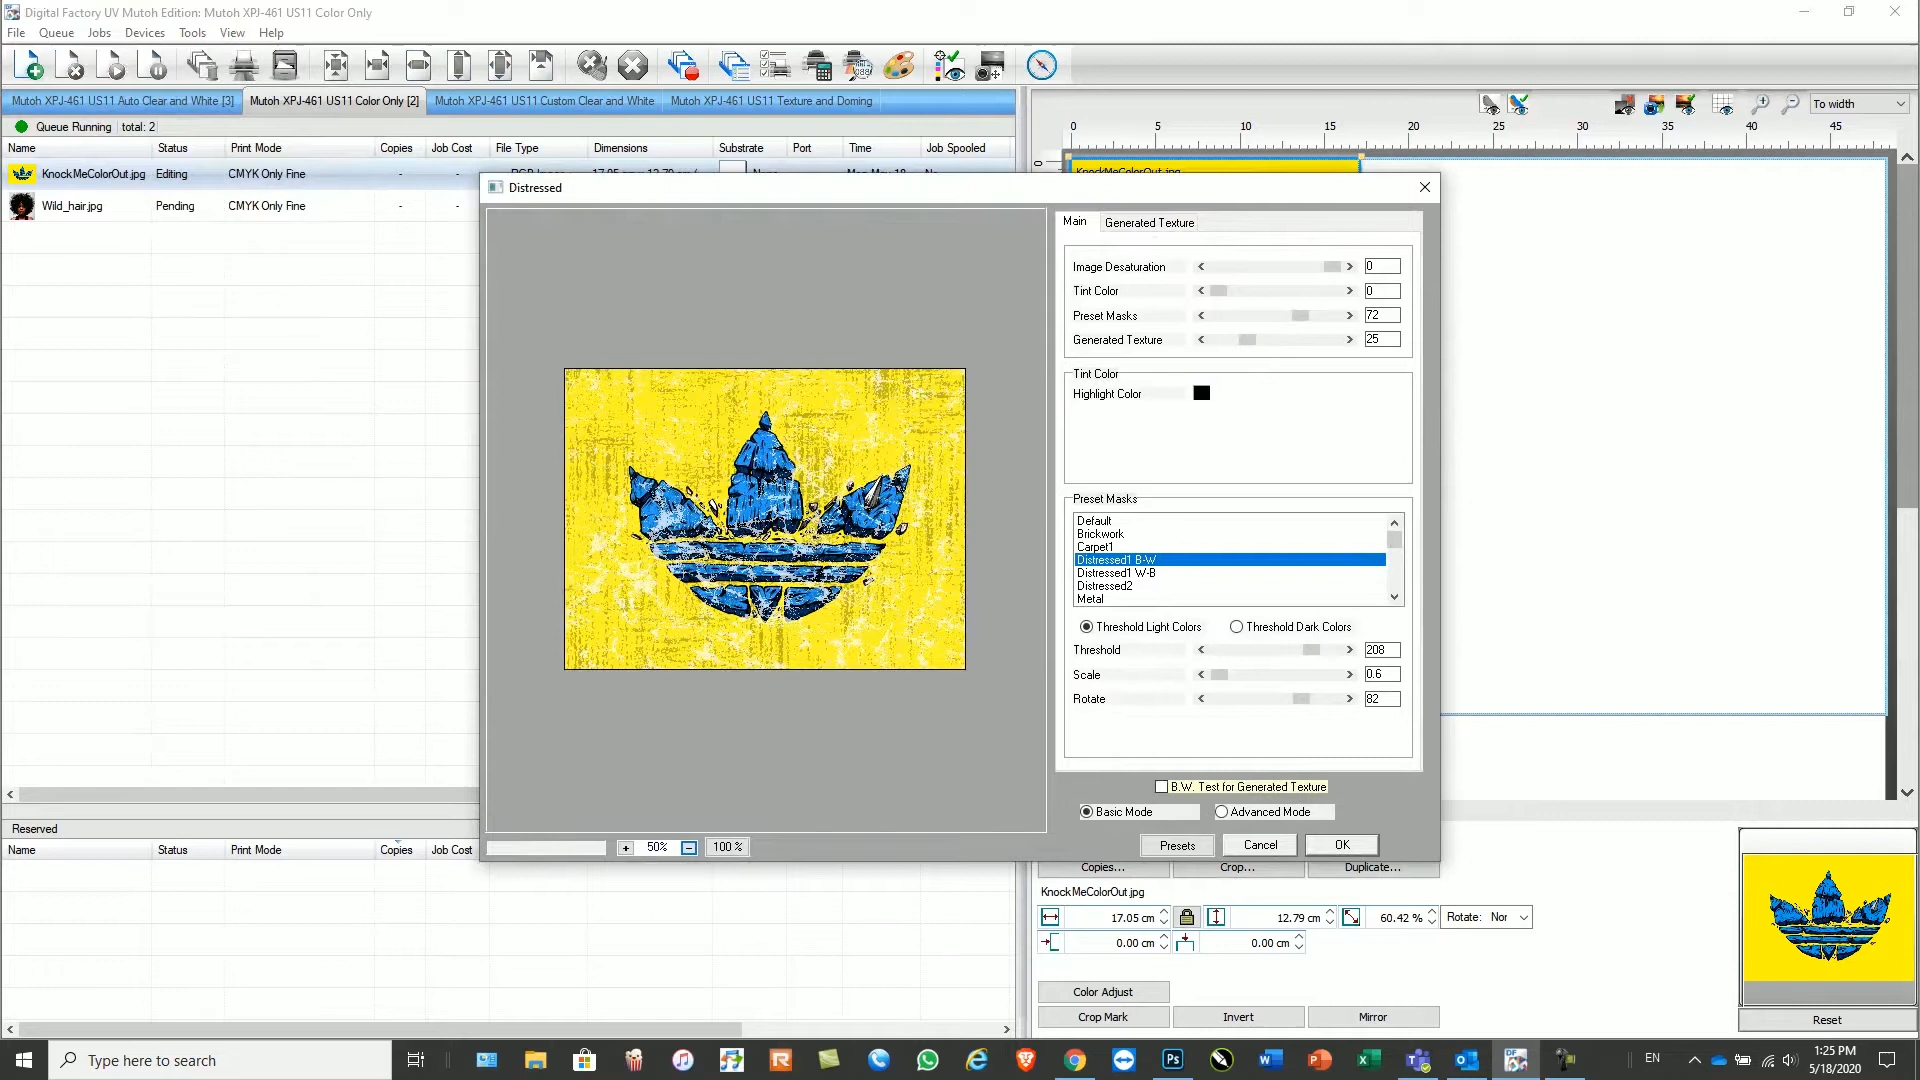 Digital Factory UV Mutoh Edition: Mutoh XPJ-461 US11 Color Only
File Queue Jobs Devices Tools View Help
Mutoh XPJ-461 US11 Auto Clear and White [3] Mutoh XPJ-461 US11 Color Only [2] Mutoh XPJ-461 US11 Custom Clear and White Mutoh XPJ-461 US11 Texture and Doming
To width
Queue Running total: 2
0 5 10 15 20 25 30 35 40 45
Name Status Print Mode Copies Job Cost File Type Dimensions Substrate Port Time Job Spooled
0
KnockMeColorOut.jpg Editing CMYK Only Fine -
KnockMeColorOut.jpg
Wild_hair.jpg Pending CMYK Only Fine -
Distressed
Main Generated Texture
Image Desaturation 0
Tint Color 0
Preset Masks 72
Generated Texture 25
Tint Color
Highlight Color
Preset Masks
Default
Brickwork
Carpet1
Distressed1 B-W
Distressed1 W-B
Distressed2
Metal
Threshold Light Colors Threshold Dark Colors
Threshold 208
Scale 0.6
Rotate 82
B.W. Test for Generated Texture
Basic Mode Advanced Mode
+ 50% - 100 %
Presets Cancel OK
Reserved
Name Status Print Mode Copies Job Cost
Copies... Crop... Duplicate...
KnockMeColorOut.jpg
17.05 cm 12.79 cm 60.42 % Rotate: Nor
0.00 cm 0.00 cm
Color Adjust
Crop Mark Invert Mirror
Reset
Type here to search
EN
1:25 PM
5/18/2020